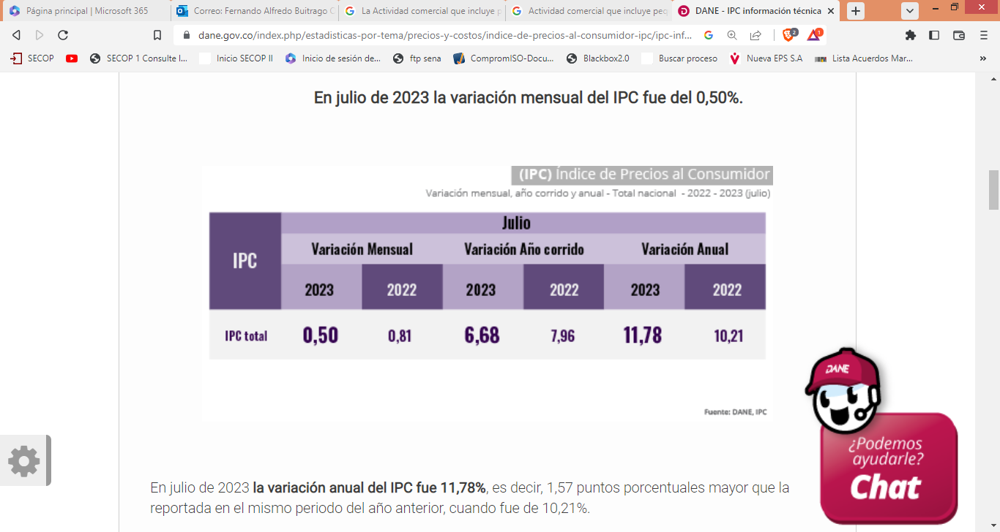 Página principal | Microsoft 365
Correo: Fernando Alfredo Buitrago C
La Actividad comercial que incluye p
Actividad comercial que incluye peq
DANE - IPC información técnica
dane.gov.co/index.php/estadisticas-por-tema/precios-y-costos/indice-de-precios-al-consumidor-ipc/ipc-inf...
2
1
SECOP
SECOP 1 Consulte l...
Inicio SECOP II
Inicio de sesión de...
ftp sena
CompromISO-Docu...
Blackbox2.0
Buscar proceso
Nueva EPS S.A
Lista Acuerdos Mar...
»
En julio de 2023 la variación mensual del IPC fue del 0,50%.
(IPC) Índice de Precios al Consumidor
Variación mensual, año corrido y anual - Total nacional - 2022 - 2023 (julio)
IPC
Julio
Variación Mensual Variación Año corrido Variación Anual
2023 2022 2023 2022 2023 2022
IPC total 0,50 0,81 6,68 7,96 11,78 10,21
Fuente: DANE, IPC
DANE
¿Podemos
ayudarle?
Chat
En julio de 2023 la variación anual del IPC fue 11,78%, es decir, 1,57 puntos porcentuales mayor que la
reportada en el mismo periodo del año anterior, cuando fue de 10,21%.